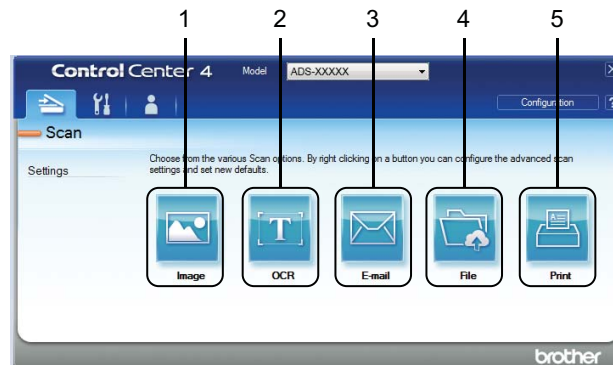 1 2 3 4 5
Control Center 4 Model ADS-XXXXX
Configuration ?
Scan
Settings
Choose from the various Scan options. By right clicking on a button you can configure the advanced scan
settings and set new defaults.
T
Image OCR E-mail File Print
brother